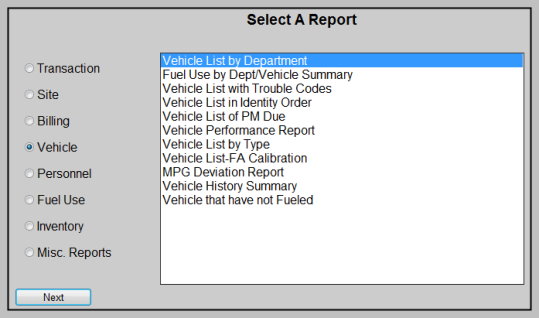 Select A Report
Transaction
Site
Billing
Vehicle
Personnel
Fuel Use
Inventory
Misc. Reports
Vehicle List by Department
Fuel Use by Dept/Vehicle Summary
Vehicle List with Trouble Codes
Vehicle List in Identity Order
Vehicle List of PM Due
Vehicle Performance Report
Vehicle List by Type
Vehicle List-FA Calibration
MPG Deviation Report
Vehicle History Summary
Vehicle that have not Fueled
Next